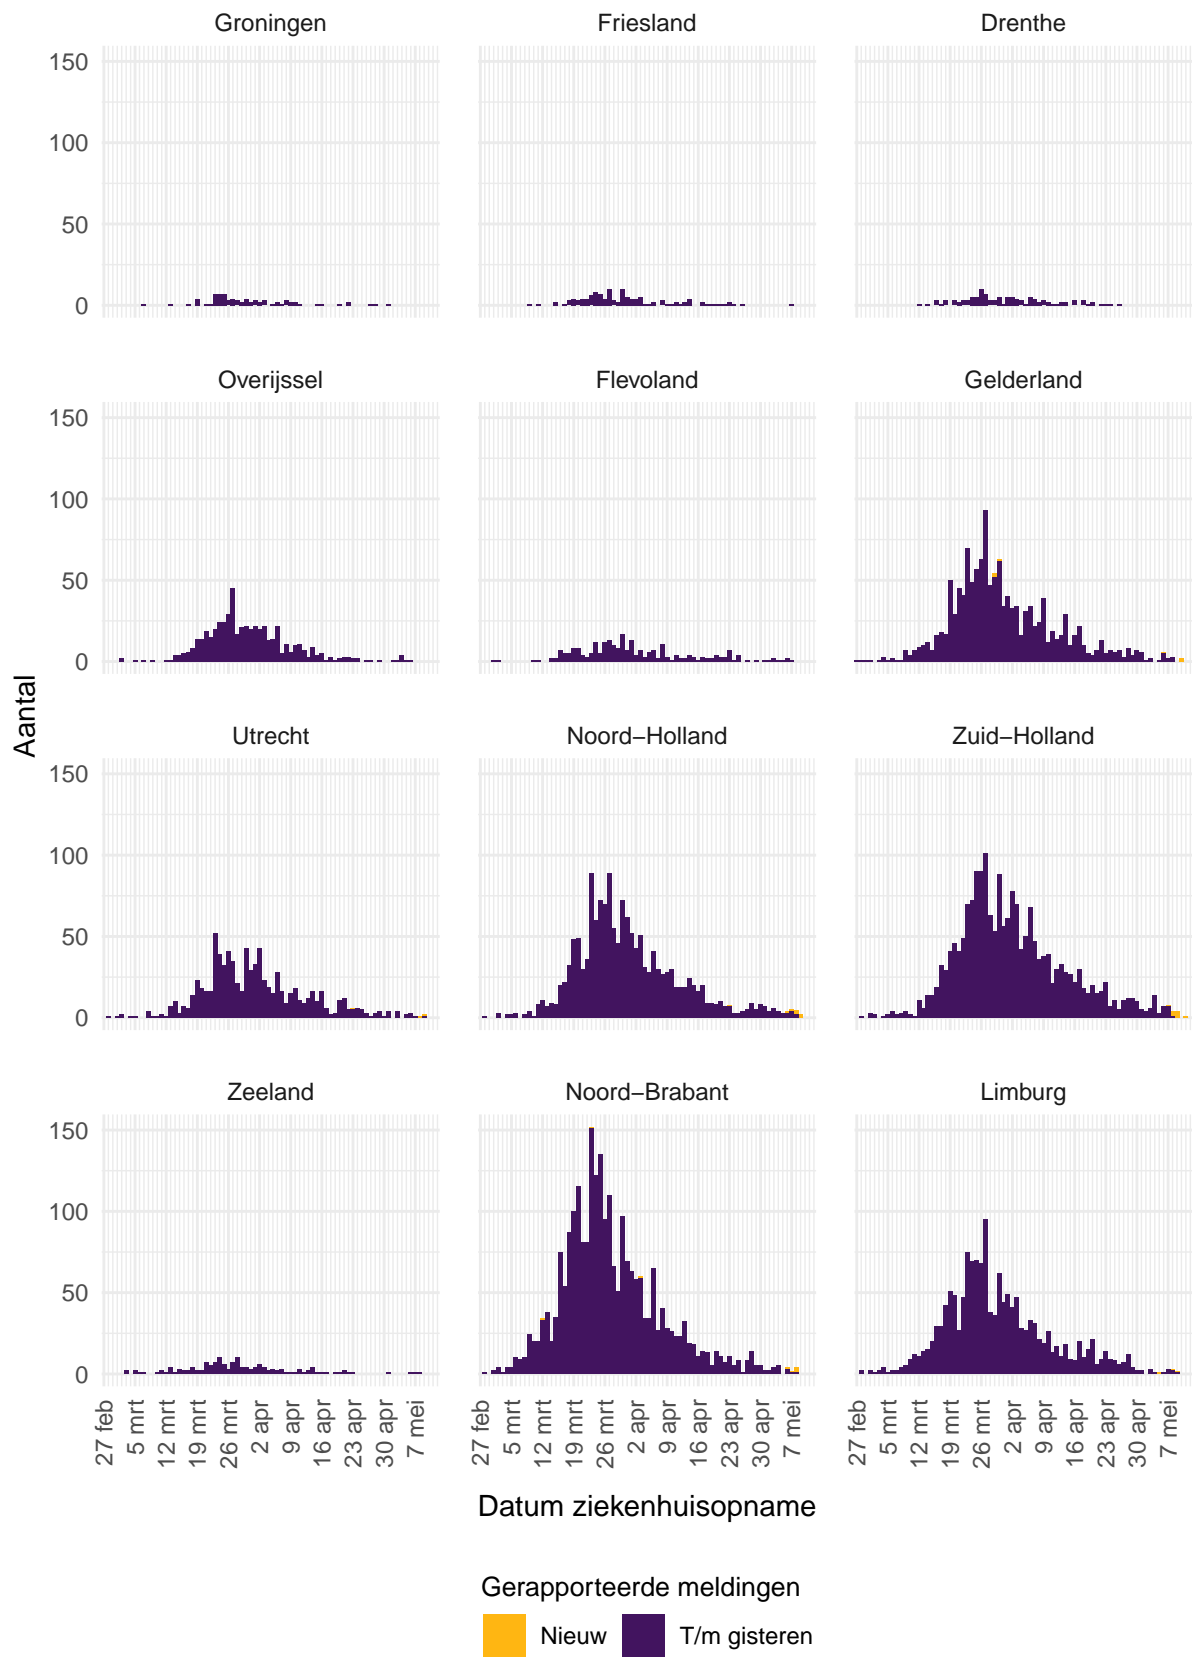 Groningen Friesland Drenthe
150
100
50
0
Overijssel Flevoland Gelderland
150
100
50
0
Aantal
Utrecht Noord−Holland Zuid−Holland
150
100
50
0
Zeeland Noord−Brabant Limburg
150
100
50
0
27 feb 5 mrt 12 mrt 19 mrt 26 mrt 2 apr 9 apr 16 apr 23 apr 30 apr 7 mei 27 feb 5 mrt 12 mrt 19 mrt 26 mrt 2 apr 9 apr 16 apr 23 apr 30 apr 7 mei 27 feb 5 mrt 12 mrt 19 mrt 26 mrt 2 apr 9 apr 16 apr 23 apr 30 apr 7 mei
Datum ziekenhuisopname
Gerapporteerde meldingen
Nieuw T/m gisteren